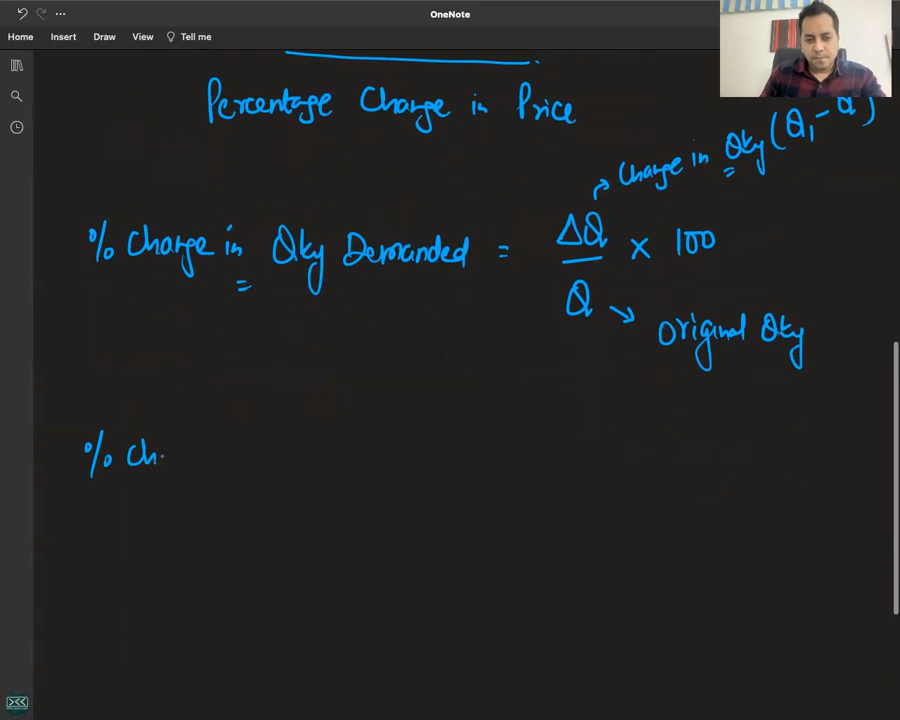 OneNote
Home Insert Draw View Tell me
Percentage Change in Price
Change in Qty (Q₁ - Q)
% Change in Qty Demanded = ΔQ / Q × 100
Original Qty
% Ch